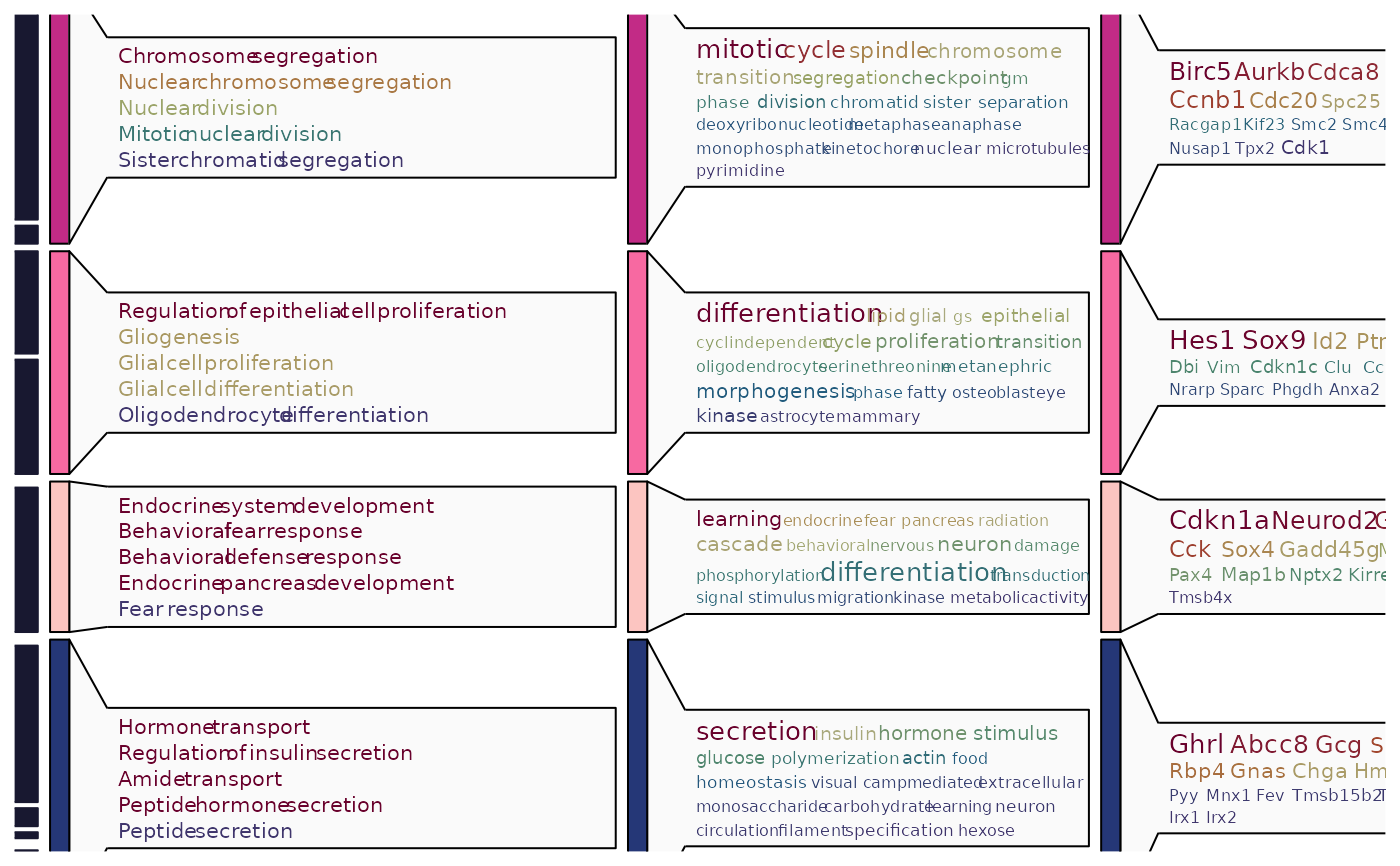 Chromosome segregation
Nuclear chromosome segregation
Nuclear division
Mitotic nuclear division
Sister chromatid segregation
mitotic cycle spindle chromosome
transition segregation checkpoint gm
phase division chromatid sister separation
deoxyribonucleotide metaphaseanaphase
monophosphate kinetochore nuclear microtubules
pyrimidine
Birc5 Aurkb Cdca8
Ccnb1 Cdc20 Spc25
Racgap1 Kif23 Smc2 Smc4
Nusap1 Tpx2 Cdk1
Regulation of epithelial cell proliferation
Gliogenesis
Glial cell proliferation
Glial cell differentiation
Oligodendrocyte differentiation
differentiation lipid glial gs epithelial
cyclindependent cycle proliferation transition
oligodendrocyte serinethreonine metanephric
morphogenesis phase fatty osteoblast eye
kinase astrocyte mammary
Hes1 Sox9 Id2
Dbi Vim Cdkn1c Clu
Nrarp Sparc Phgdh Anxa2
Endocrine system development
Behavioral fear response
Behavioral defense response
Endocrine pancreas development
Fear response
learning endocrine fear pancreas radiation
cascade behavioral nervous neuron damage
phosphorylation differentiation transduction
signal stimulus migration kinase metabolic activity
Cdkn1a Neurod2
Cck Sox4 Gadd45g
Pax4 Map1b Nptx2 Kirre
Tmsb4x
Hormone transport
Regulation of insulin secretion
Amide transport
Peptide hormone secretion
Peptide secretion
secretion insulin hormone stimulus
glucose polymerization actin food
homeostasis visual campmediated extracellular
monosaccharide carbohydrate learning neuron
circulation filament specification hexose
Ghrl Abcc8 Gcg
Rbp4 Gnas Chga
Pyy Mnx1 Fev Tmsb15b2
Irx1 Irx2